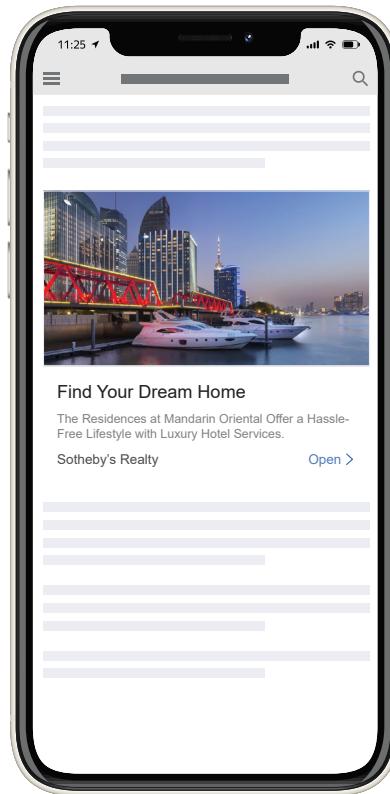 11:25
Find Your Dream Home
The Residences at Mandarin Oriental Offer a Hassle-
Free Lifestyle with Luxury Hotel Services.
Sotheby's Realty
Open